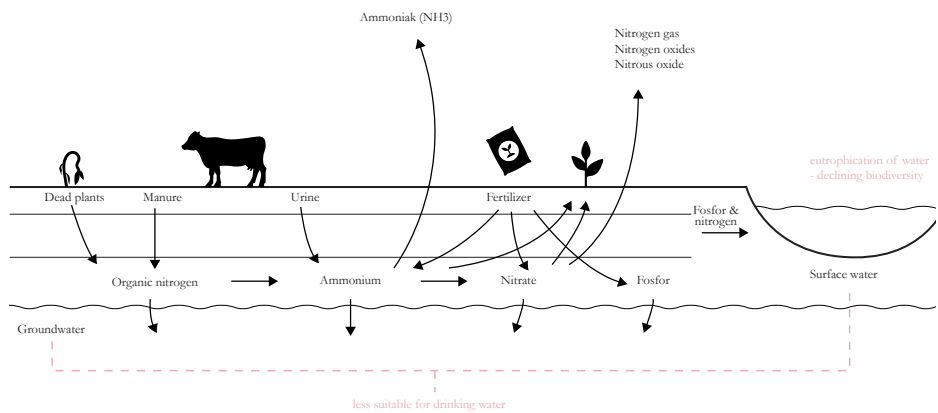 Ammoniak (NH3)
Nitrogen gas
Nitrogen oxides
Nitrous oxide
eutrophication of water
- declining biodiversity
Dead plants
Manure
Urine
Fertilizer
Fosfor &
nitrogen
Organic nitrogen
Ammonium
Nitrate
Fosfor
Surface water
Groundwater
less suitable for drinking water